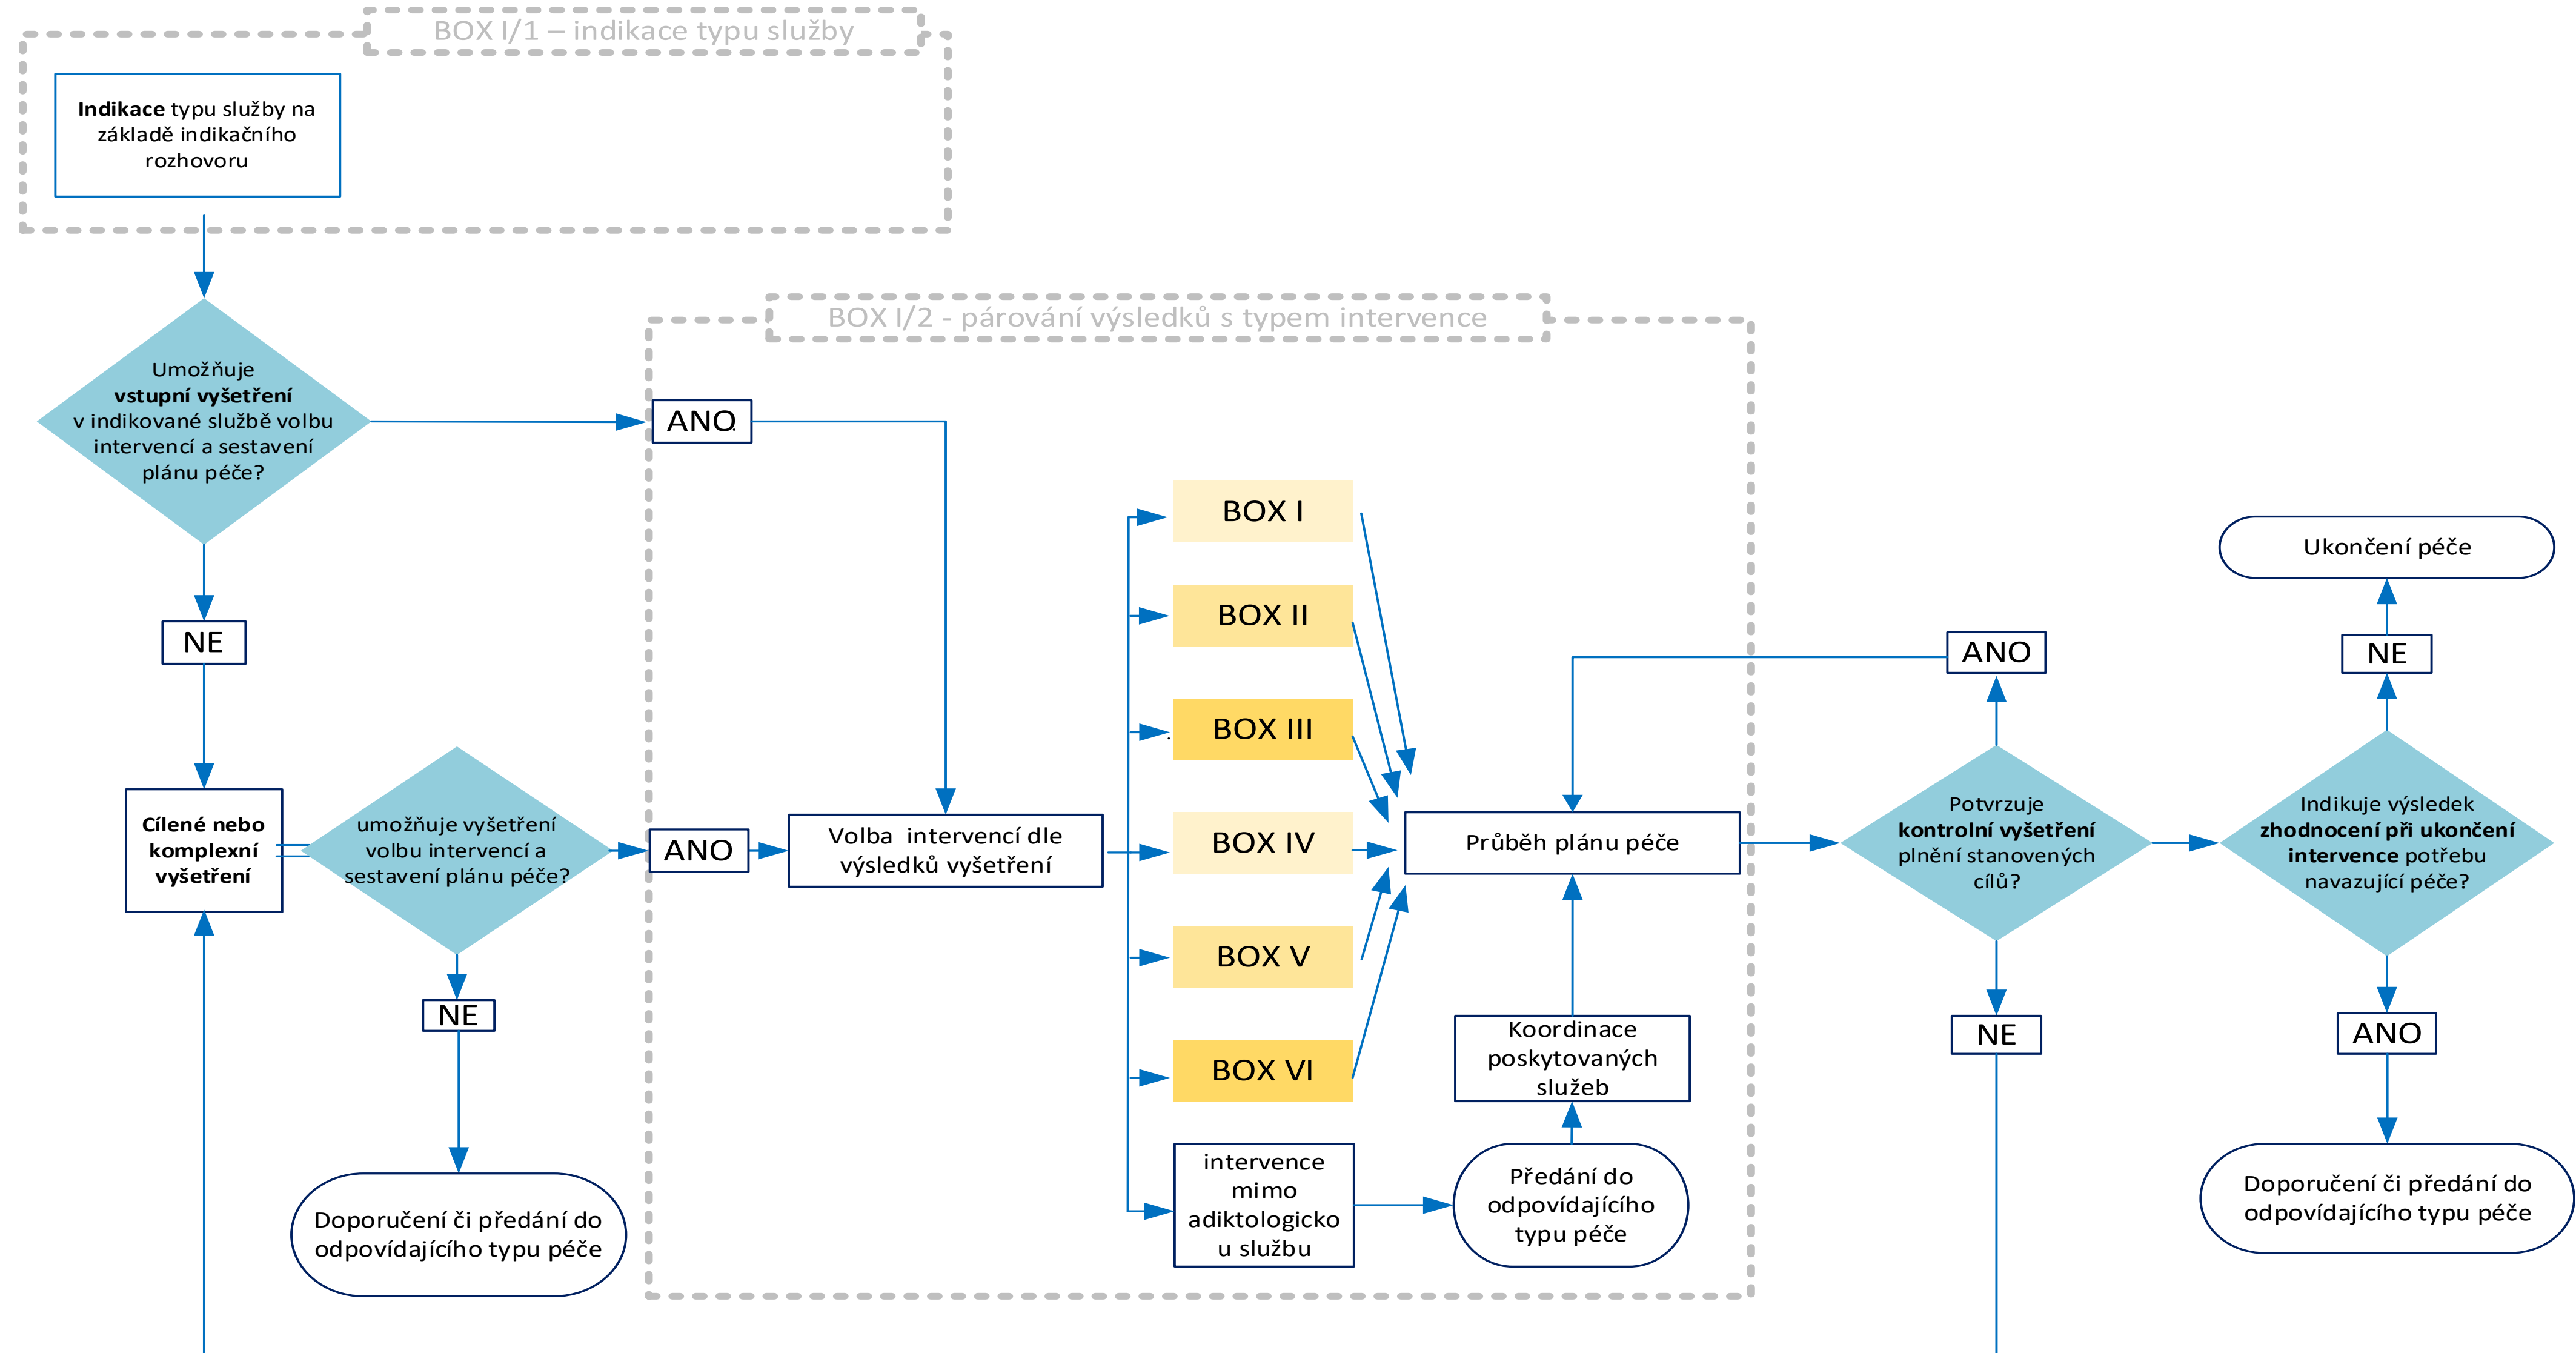 BOX I/1 – indikace typu služby
Indikace typu služby na
základě indikačního
rozhovoru
BOX I/2 - párování výsledků s typem intervence
Umožňuje
vstupní vyšetření
v indikované službě volbu
intervencí a sestavení
plánu péče?
ANO
NE
Cílené nebo
komplexní
vyšetření
umožňuje vyšetření
volbu intervencí a
sestavení plánu péče?
ANO
NE
Doporučení či předání do
odpovídajícího typu péče
Volba intervencí dle
výsledků vyšetření
BOX I
BOX II
BOX III
BOX IV
BOX V
BOX VI
intervence
mimo
adiktologicko
u službu
Předání do
odpovídajícího
typu péče
Koordinace
poskytovaných
služeb
Průběh plánu péče
ANO
Potvrzuje
kontrolní vyšetření
plnění stanovených
cílů?
NE
Ukončení péče
NE
Indikuje výsledek
zhodnocení při ukončení
intervence potřebu
navazující péče?
ANO
Doporučení či předání do
odpovídajícího typu péče